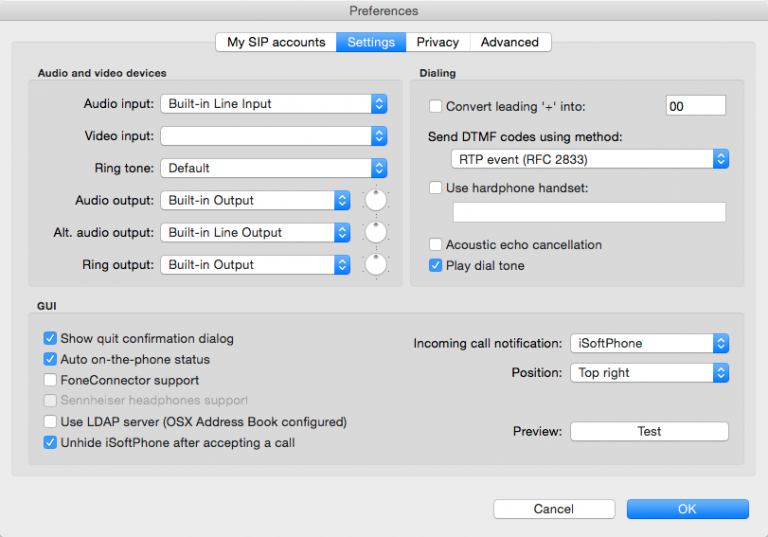 Preferences
My SIP accounts Settings Privacy Advanced
Audio and video devices
Audio input: Built-in Line Input
Video input:
Ring tone: Default
Audio output: Built-in Output
Alt. audio output: Built-in Line Output
Ring output: Built-in Output
Dialing
Convert leading '+' into: 00
Send DTMF codes using method:
RTP event (RFC 2833)
Use hardphone handset:
Acoustic echo cancellation
Play dial tone
GUI
Show quit confirmation dialog
Auto on-the-phone status
FoneConnector support
Sennheiser headphones support
Use LDAP server (OSX Address Book configured)
Unhide iSoftPhone after accepting a call
Incoming call notification: iSoftPhone
Position: Top right
Preview: Test
Cancel OK